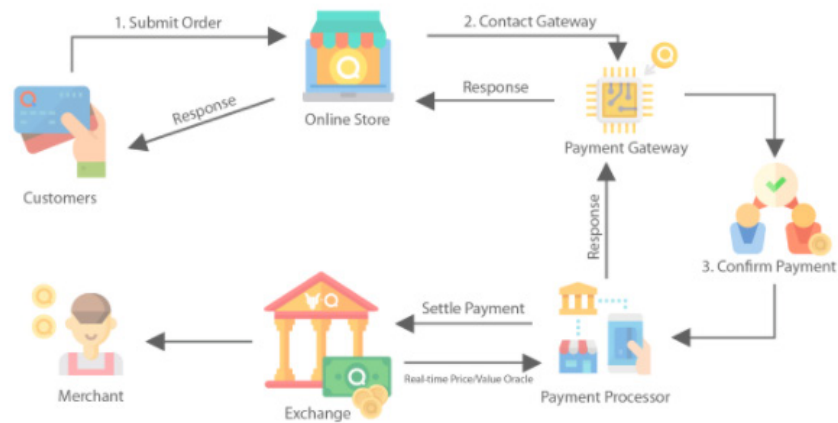 1. Submit Order
2. Contact Gateway
Response
Response
Online Store
Payment Gateway
Customers
Response
3. Confirm Payment
Settle Payment
Real-time Price/Value Oracle
Merchant
Exchange
Payment Processor